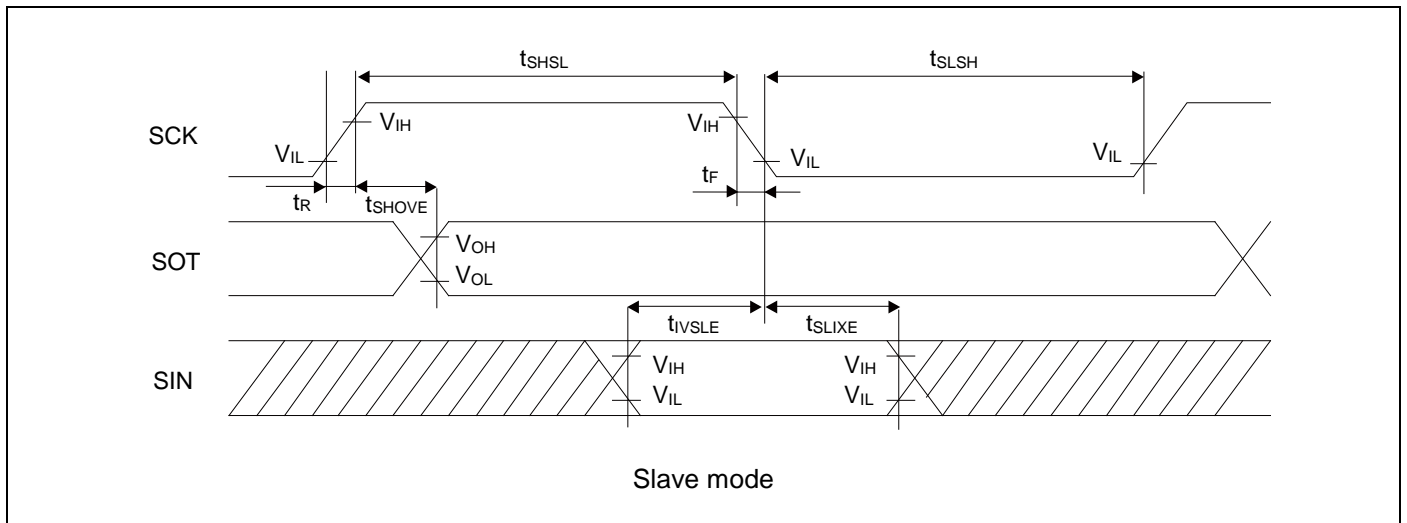 tSHSL
tSLSH
SCK
VIH
VIH
VIL
VIL
VIL
tF
tR
tSHOVE
VOH
SOT
VOL
tIVSLE
tSLIXE
VIH
VIH
SIN
VIL
VIL
Slave mode